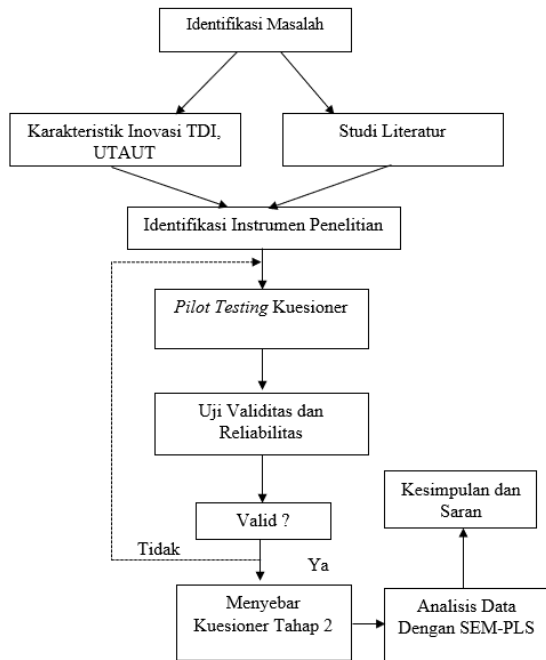 Identifikasi Masalah
Karakteristik Inovasi TDI,
UTAUT
Studi Literatur
Identifikasi Instrumen Penelitian
Pilot Testing Kuesioner
Uji Validitas dan
Reliabilitas
Valid ?
Tidak
Ya
Menyebar
Kuesioner Tahap 2
Analisis Data
Dengan SEM-PLS
Kesimpulan dan
Saran